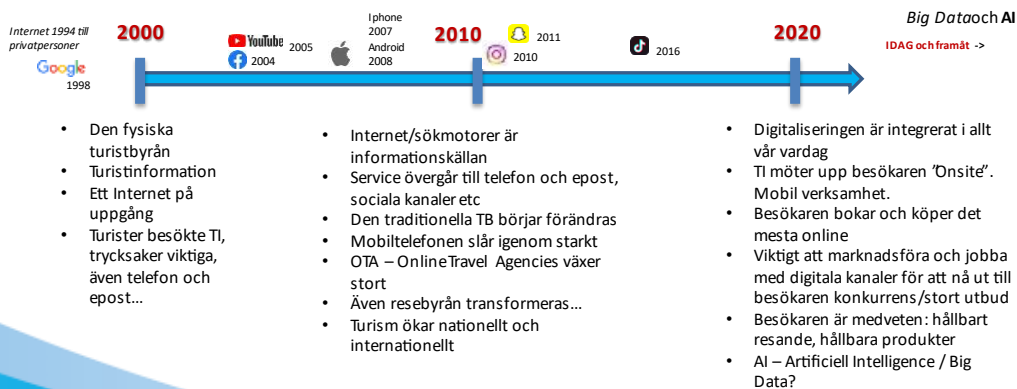 Internet 1994 till
privatpersoner
Google
1998
2000
YouTube 2005
2004
Iphone
2007
Android
2008
2010
2011
2010
2016
2020
Big Data och AI
IDAG och framåt ->
• Den fysiska
turistbyrån
• Turistinformation
• Ett Internet på
uppgång
• Turister besökte TI,
trycksaker viktiga,
även telefon och
epost…
• Internet/sökmotorer är
informationskällan
• Service övergår till telefon och epost,
sociala kanaler etc
• Den traditionella TB börjar förändras
• Mobiltelefonen slår igenom starkt
• OTA – Online Travel Agencies växer
stort
• Även resebyrån transformeras…
• Turism ökar nationellt och
internationellt
• Digitaliseringen är integrerat i allt
vår vardag
• TI möter upp besökaren ”Onsite”.
Mobil verksamhet.
• Besökaren bokar och köper det
mesta online
• Viktigt att marknadsföra och jobba
med digitala kanaler för att nå ut till
besökaren konkurrens/stort utbud
• Besökaren är medveten: hållbart
resande, hållbara produkter
• AI – Artificiell Intelligence / Big
Data?